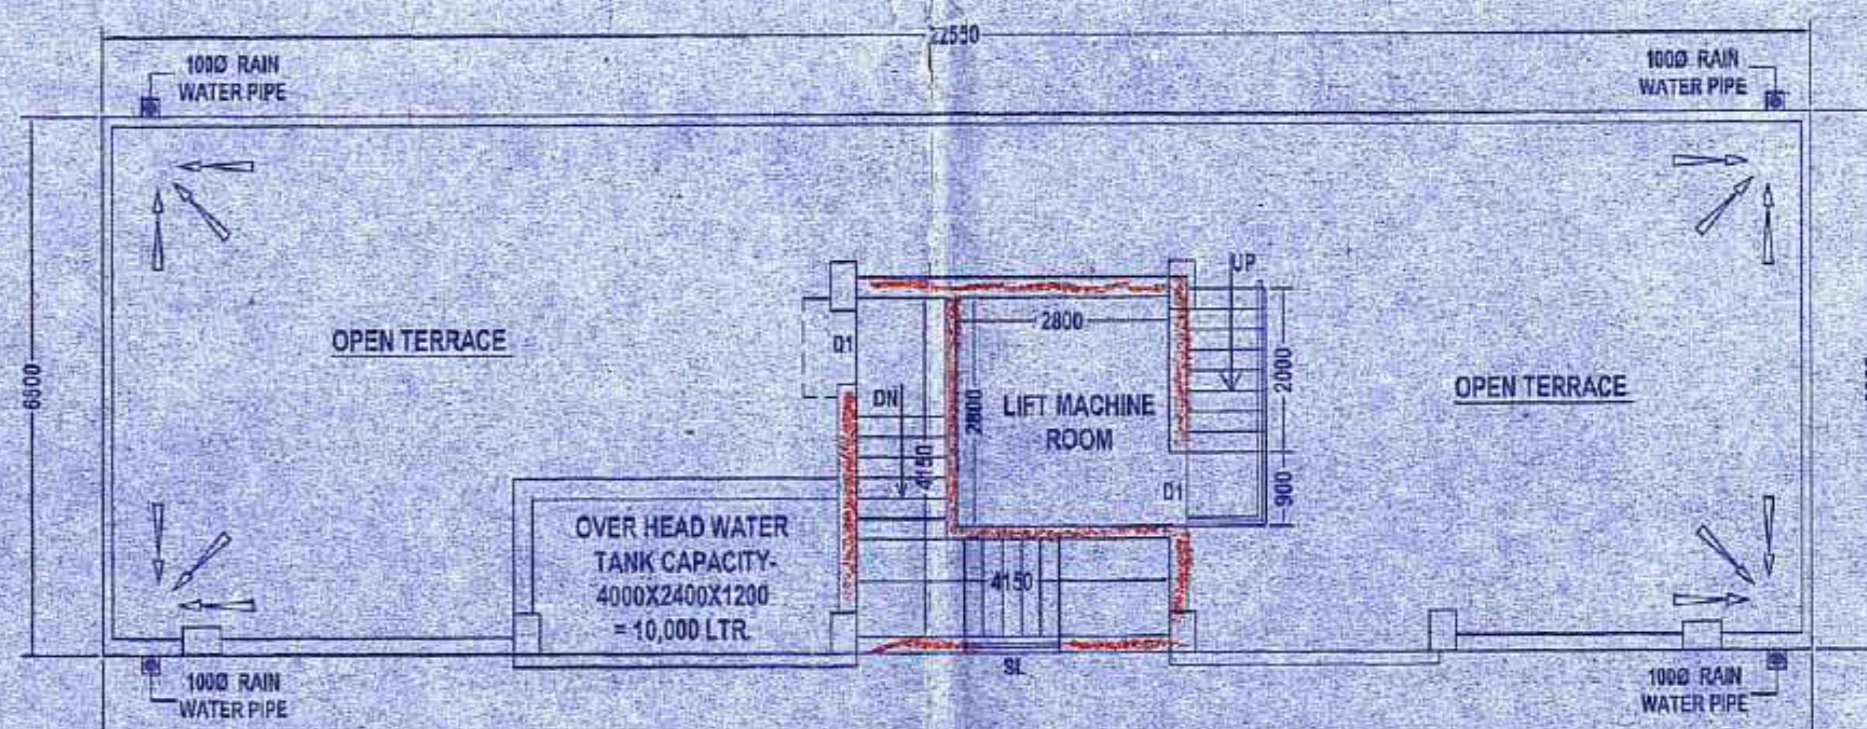 22550
100Ø RAIN
WATER PIPE
100Ø RAIN
WATER PIPE
UP
2800
OPEN TERRACE
D1
2000
6800
DN
2800
LIFT MACHINE
ROOM
OPEN TERRACE
4150
D1
900
OVER HEAD WATER
TANK CAPACITY-
4000X2400X1200
= 10,000 LTR.
4150
SL
100Ø RAIN
WATER PIPE
100Ø RAIN
WATER PIPE